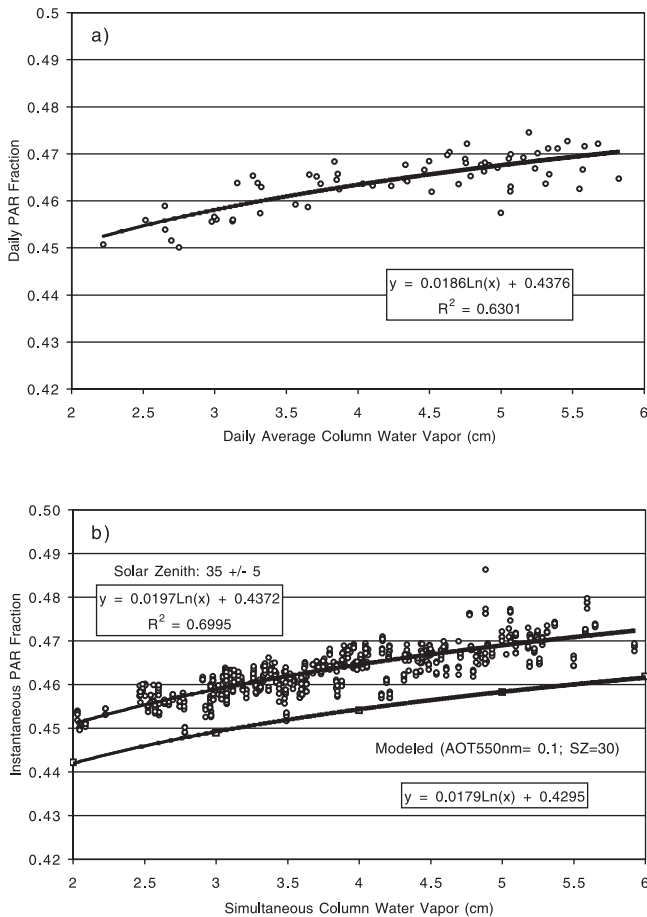 0.5
a)
0.49
0.48
0.47
0.46
0.45
0.44
0.43
0.42
Daily PAR Fraction
y = 0.0186Ln(x) + 0.4376
R² = 0.6301
2 2.5 3 3.5 4 4.5 5 5.5 6
Daily Average Column Water Vapor (cm)
0.50
b)
0.49
0.48
0.47
0.46
0.45
0.44
0.43
0.42
Instantaneous PAR Fraction
Solar Zenith: 35 +/- 5
y = 0.0197Ln(x) + 0.4372
R² = 0.6995
Modeled (AOT550nm= 0.1; SZ=30)
y = 0.0179Ln(x) + 0.4295
2 2.5 3 3.5 4 4.5 5 5.5 6
Simultaneous Column Water Vapor (cm)